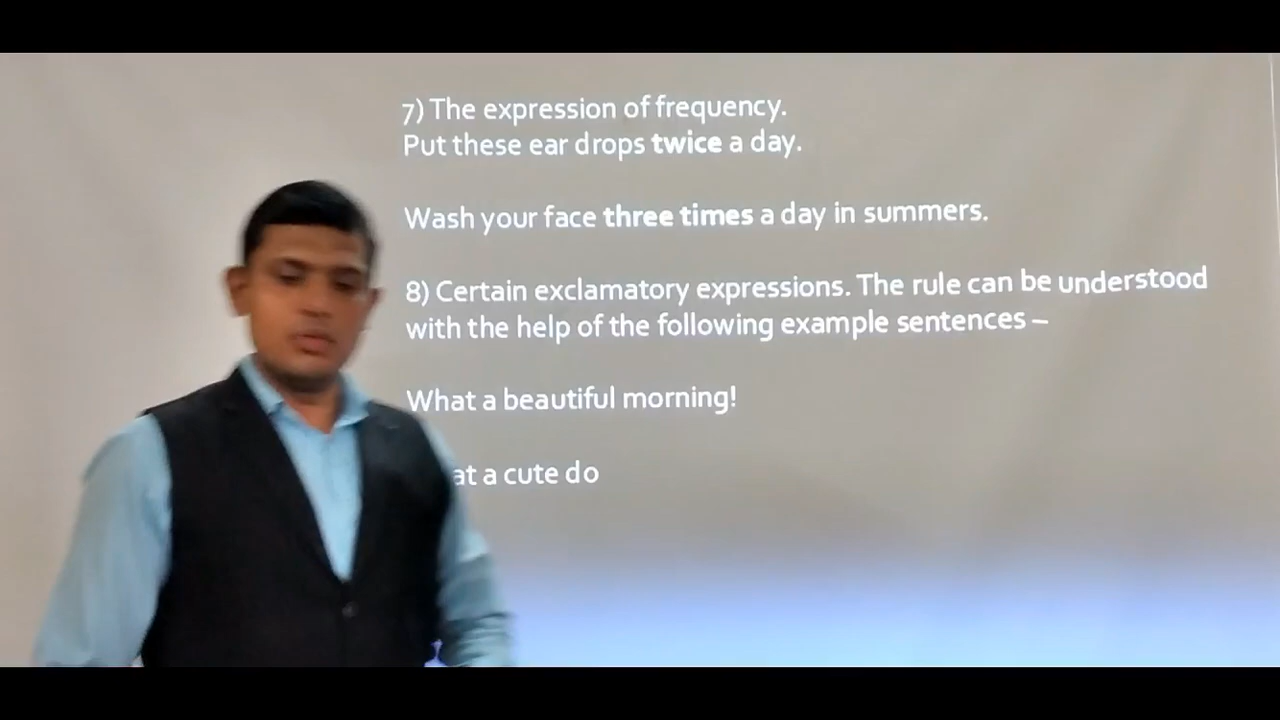 7) The expression of frequency.
Put these ear drops twice a day.
Wash your face three times a day in summers.
8) Certain exclamatory expressions. The rule can be understood
with the help of the following example sentences –
What a beautiful morning!
at a cute do